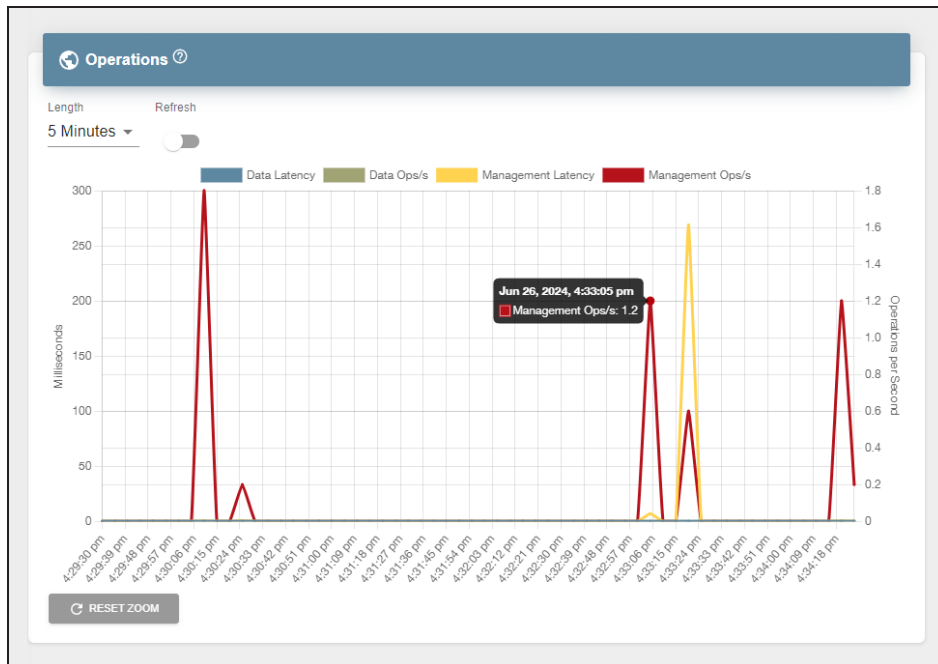 Operations ?
Length Refresh
5 Minutes
Data Latency Data Ops/s Management Latency Management Ops/s
300 1.8
1.6
250
1.4
Jun 26, 2024, 4:33:05 pm
Management Ops/s: 1.2
200 1.2
1.0
150
0.8
100 0.6
0.4
50
0.2
0 0
Milliseconds
Operations per Second
4:29:30 pm 4:29:39 pm 4:29:48 pm 4:29:57 pm 4:30:06 pm 4:30:15 pm 4:30:24 pm 4:30:33 pm 4:30:42 pm 4:30:51 pm 4:31:00 pm 4:31:09 pm 4:31:18 pm 4:31:27 pm 4:31:36 pm 4:31:45 pm 4:31:54 pm 4:32:03 pm 4:32:12 pm 4:32:21 pm 4:32:30 pm 4:32:39 pm 4:32:48 pm 4:32:57 pm 4:33:06 pm 4:33:15 pm 4:33:24 pm 4:33:33 pm 4:33:42 pm 4:33:51 pm 4:34:00 pm 4:34:09 pm 4:34:18 pm
RESET ZOOM